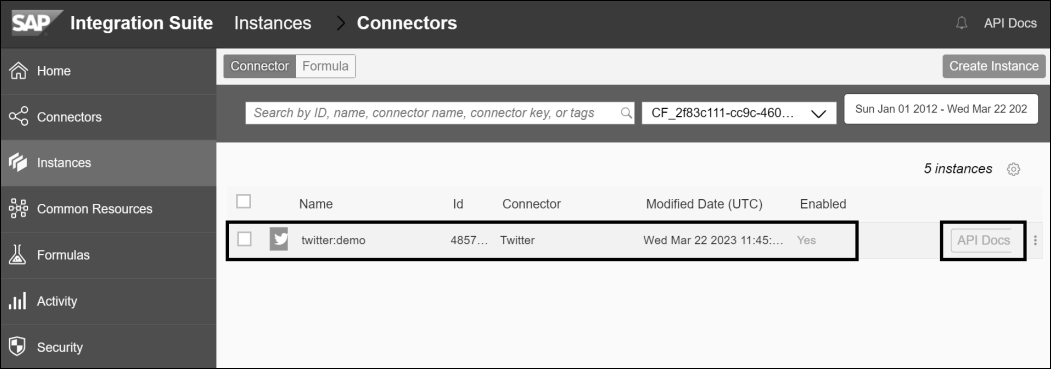 SAP Integration Suite Instances > Connectors API Docs
Home
Connectors
Instances
Common Resources
Formulas
Activity
Security
Connector Formula Create Instance
Search by ID, name, connector name, connector key, or tags CF_2f83c111-cc9c-460... Sun Jan 01 2012 - Wed Mar 22 202
5 instances
Name Id Connector Modified Date (UTC) Enabled
twitter:demo 4857... Twitter Wed Mar 22 2023 11:45:... Yes API Docs